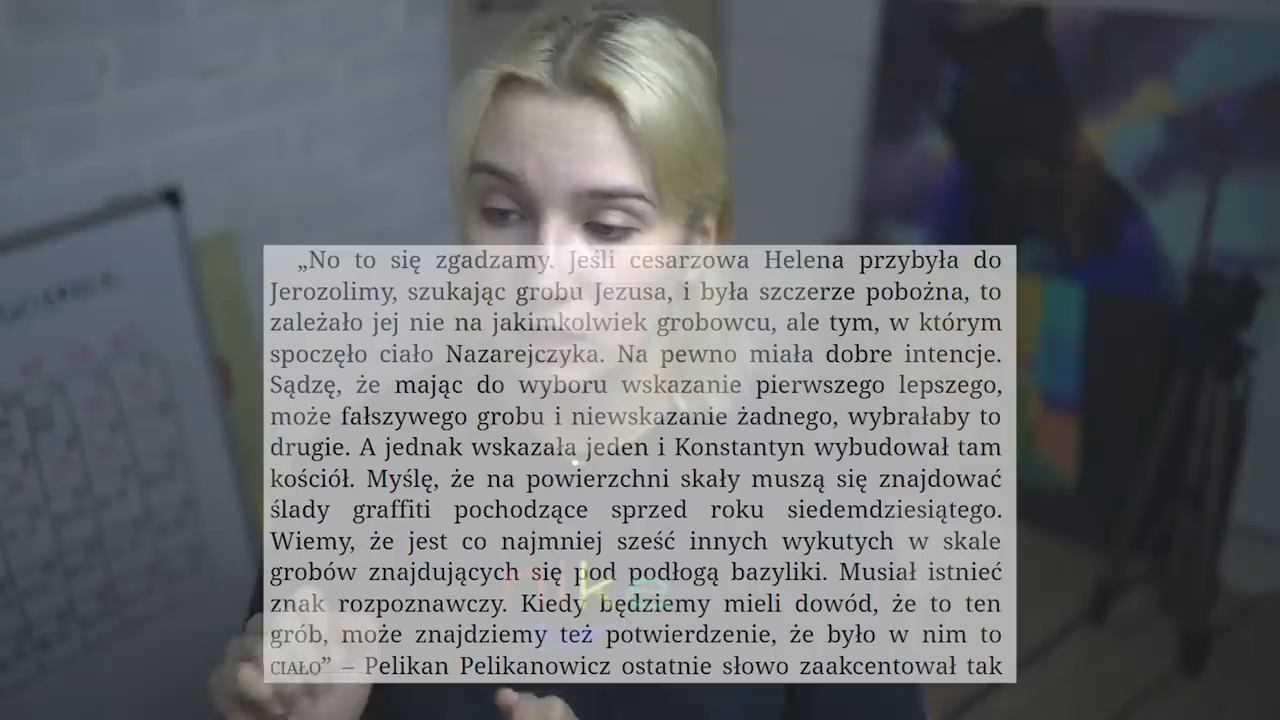 „No to się zgadzamy. Jeśli cesarzowa Helena przybyła do
Jerozolimy, szukając grobu Jezusa, i była szczerze pobożna, to
zależało jej nie na jakimkolwiek grobowcu, ale tym, w którym
spoczęło ciało Nazarejczyka. Na pewno miała dobre intencje.
Sądzę, że mając do wyboru wskazanie pierwszego lepszego,
może fałszywego grobu i niewskazanie żadnego, wybrałaby to
drugie. A jednak wskazała jeden i Konstantyn wybudował tam
kościół. Myślę, że na powierzchni skały muszą się znajdować
ślady graffiti pochodzące sprzed roku siedemdziesiątego.
Wiemy, że jest co najmniej sześć innych wykutych w skale
grobów znajdujących się pod podłogą bazyliki. Musiał istnieć
znak rozpoznawczy. Kiedy będziemy mieli dowód, że to ten
grób, może znajdziemy też potwierdzenie, że było w nim to
CIAŁO” – Pelikan Pelikanowicz ostatnie słowo zaakcentował tak